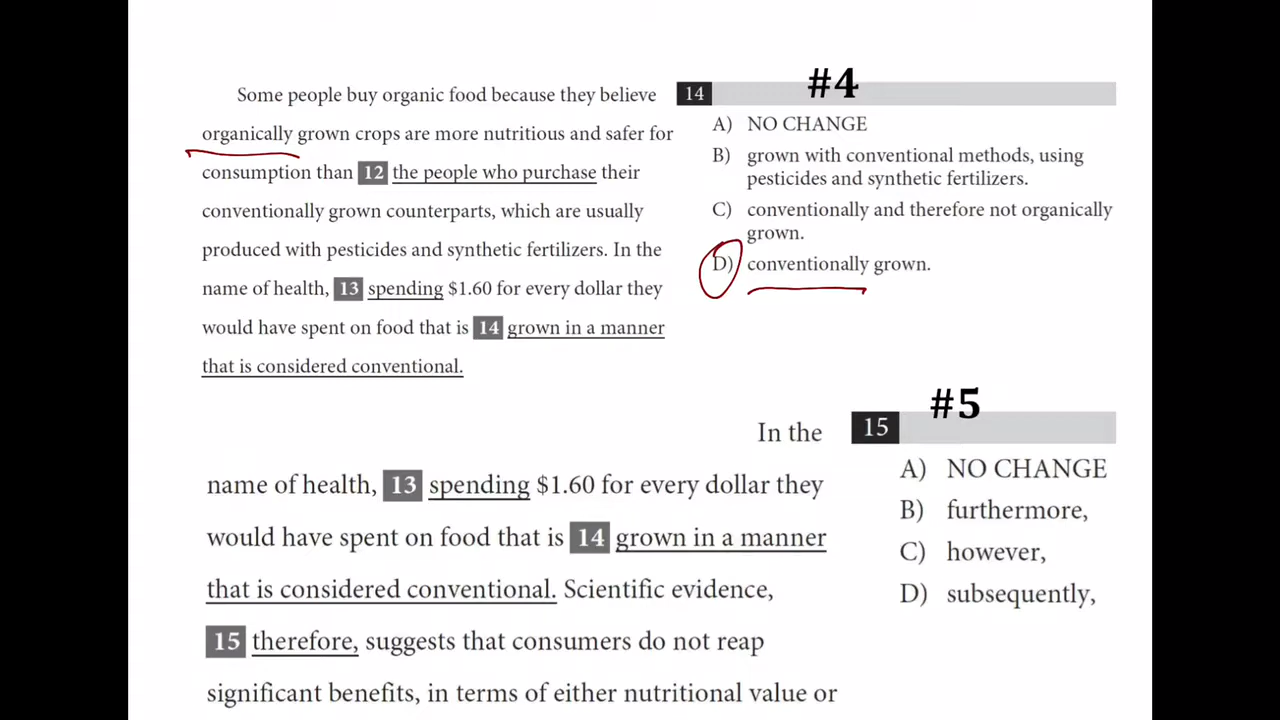 Some people buy organic food because they believe
organically grown crops are more nutritious and safer for
consumption than 12 the people who purchase their
conventionally grown counterparts, which are usually
produced with pesticides and synthetic fertilizers. In the
name of health, 13 spending $1.60 for every dollar they
would have spent on food that is 14 grown in a manner
that is considered conventional.
#4
14
A) NO CHANGE
B) grown with conventional methods, using
pesticides and synthetic fertilizers.
C) conventionally and therefore not organically
grown.
D) conventionally grown.
In the
name of health, 13 spending $1.60 for every dollar they
would have spent on food that is 14 grown in a manner
that is considered conventional. Scientific evidence,
15 therefore, suggests that consumers do not reap
significant benefits, in terms of either nutritional value or
#5
15
A) NO CHANGE
B) furthermore,
C) however,
D) subsequently,